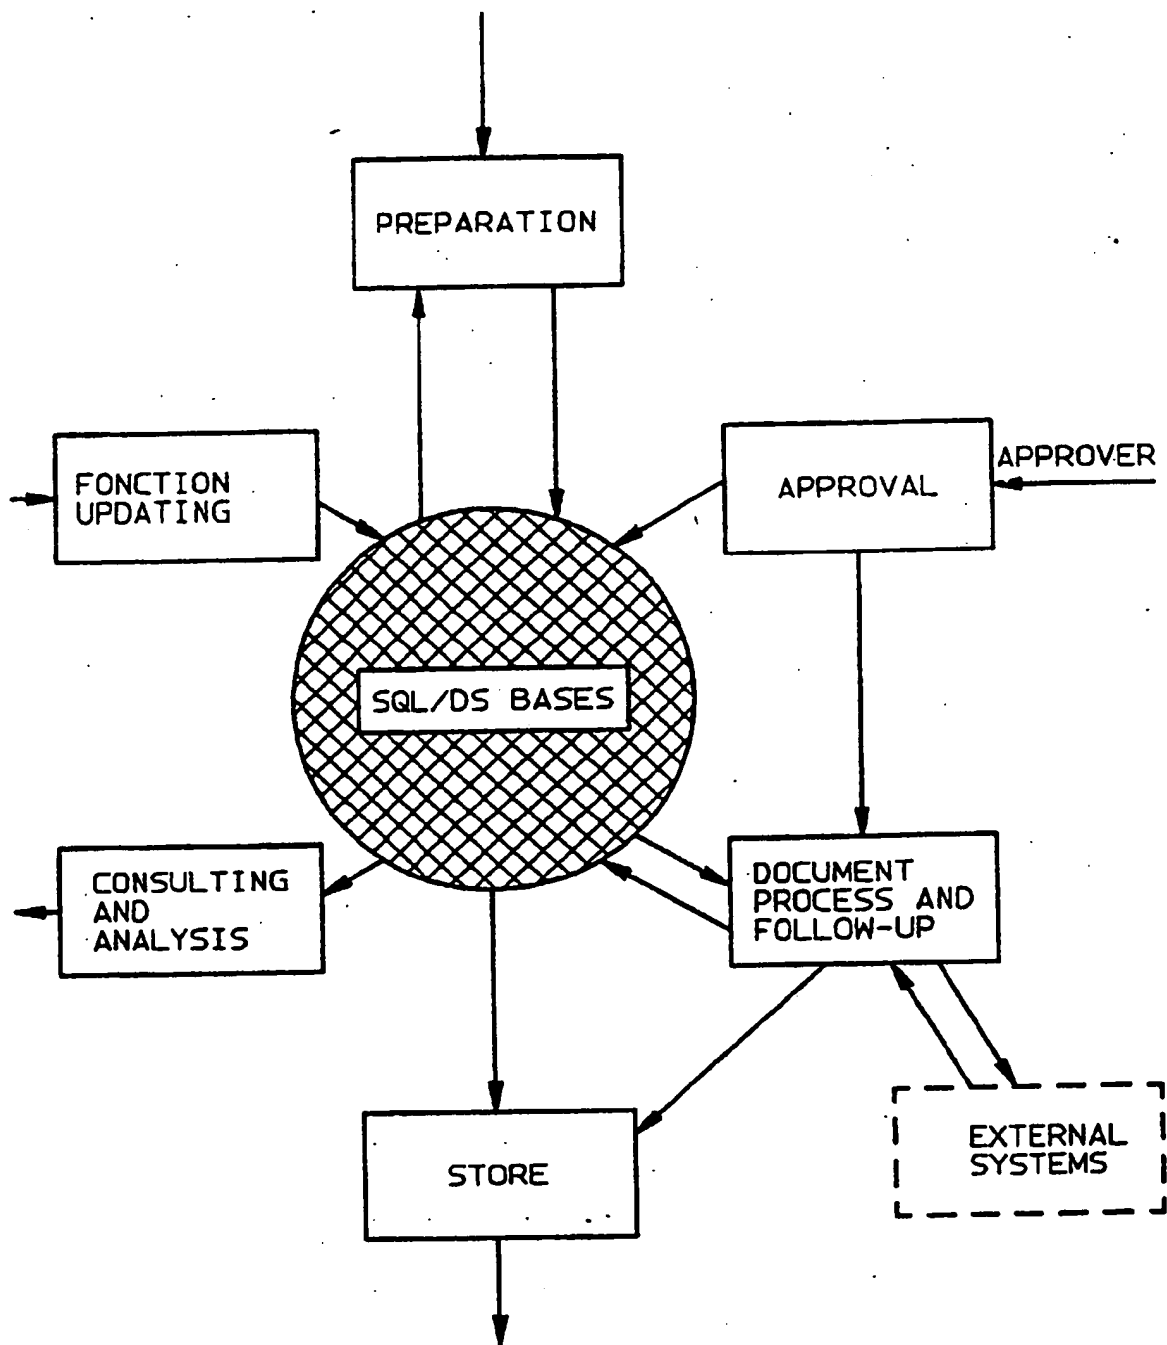 PREPARATION
FONCTION
UPDATING
APPROVAL
APPROVER
SQL/DS BASES
CONSULTING
AND
ANALYSIS
DOCUMENT
PROCESS AND
FOLLOW-UP
STORE
EXTERNAL
SYSTEMS